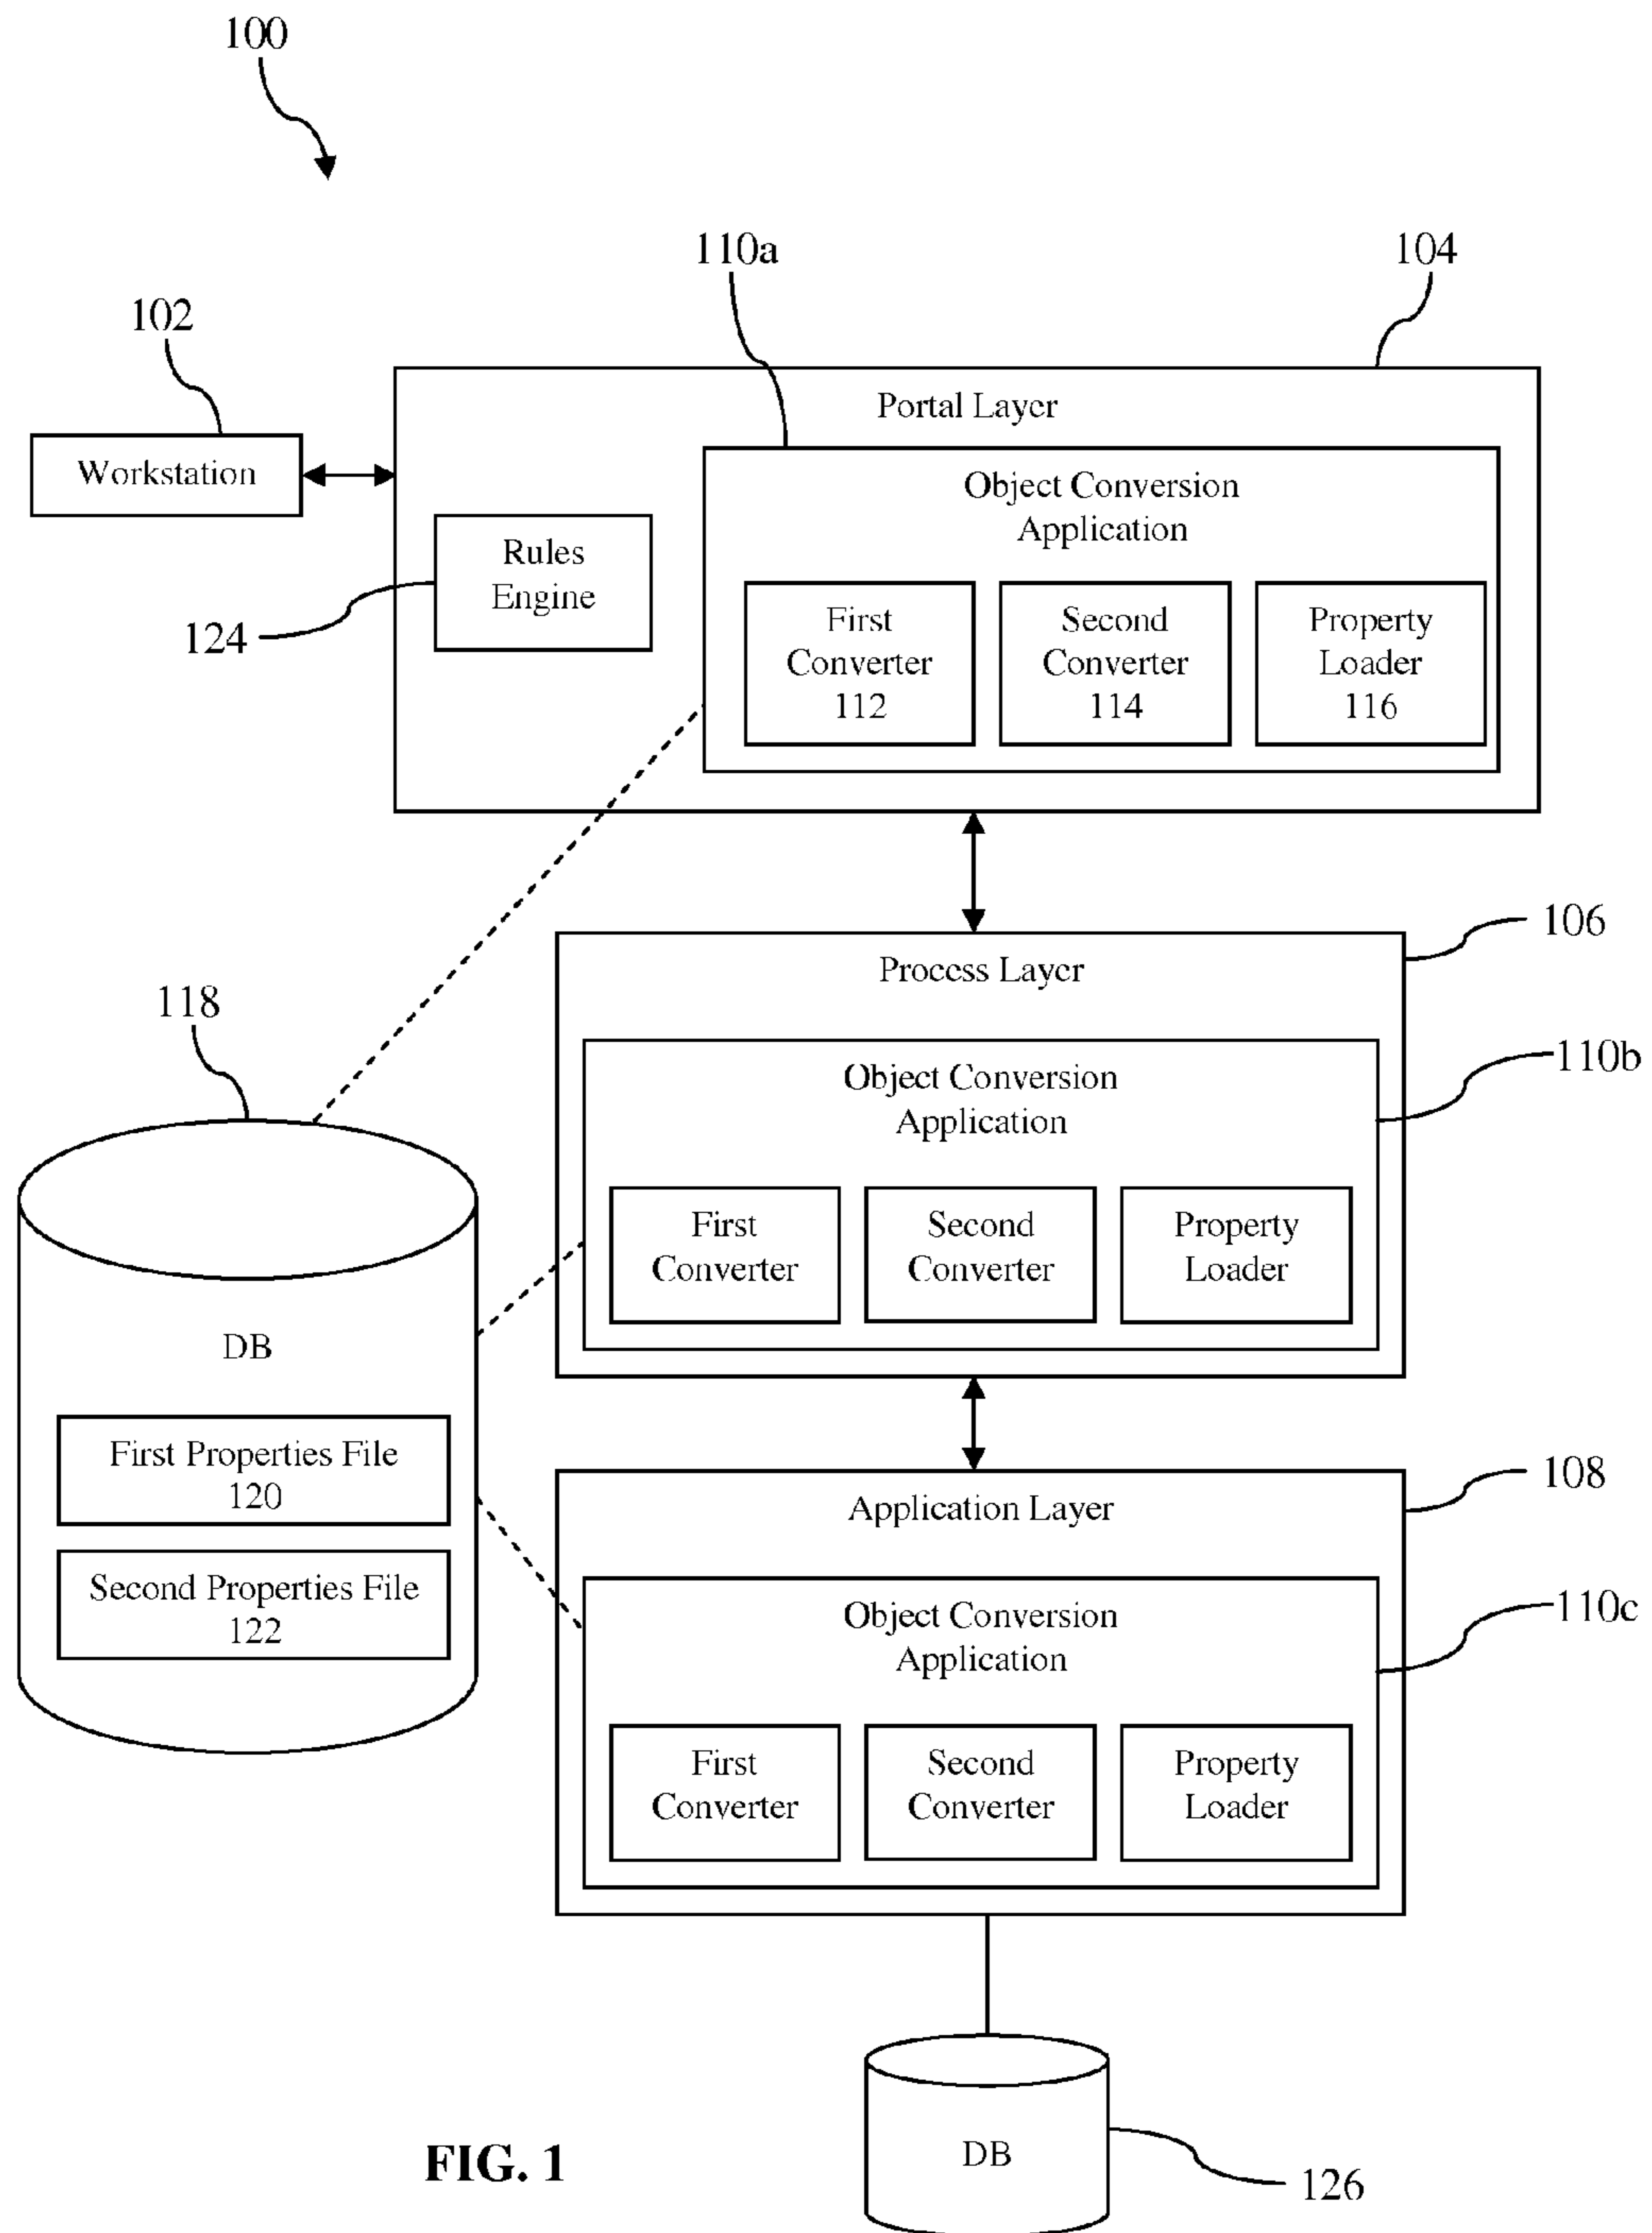 100
110a
104
102
Portal Layer
Workstation
Object Conversion
Application
Rules
Engine
124
First
Converter
112
Second
Converter
114
Property
Loader
116
106
Process Layer
118
110b
Object Conversion
Application
First
Converter
Second
Converter
Property
Loader
DB
First Properties File
120
Second Properties File
122
108
Application Layer
110c
Object Conversion
Application
First
Converter
Second
Converter
Property
Loader
DB
126
FIG. 1